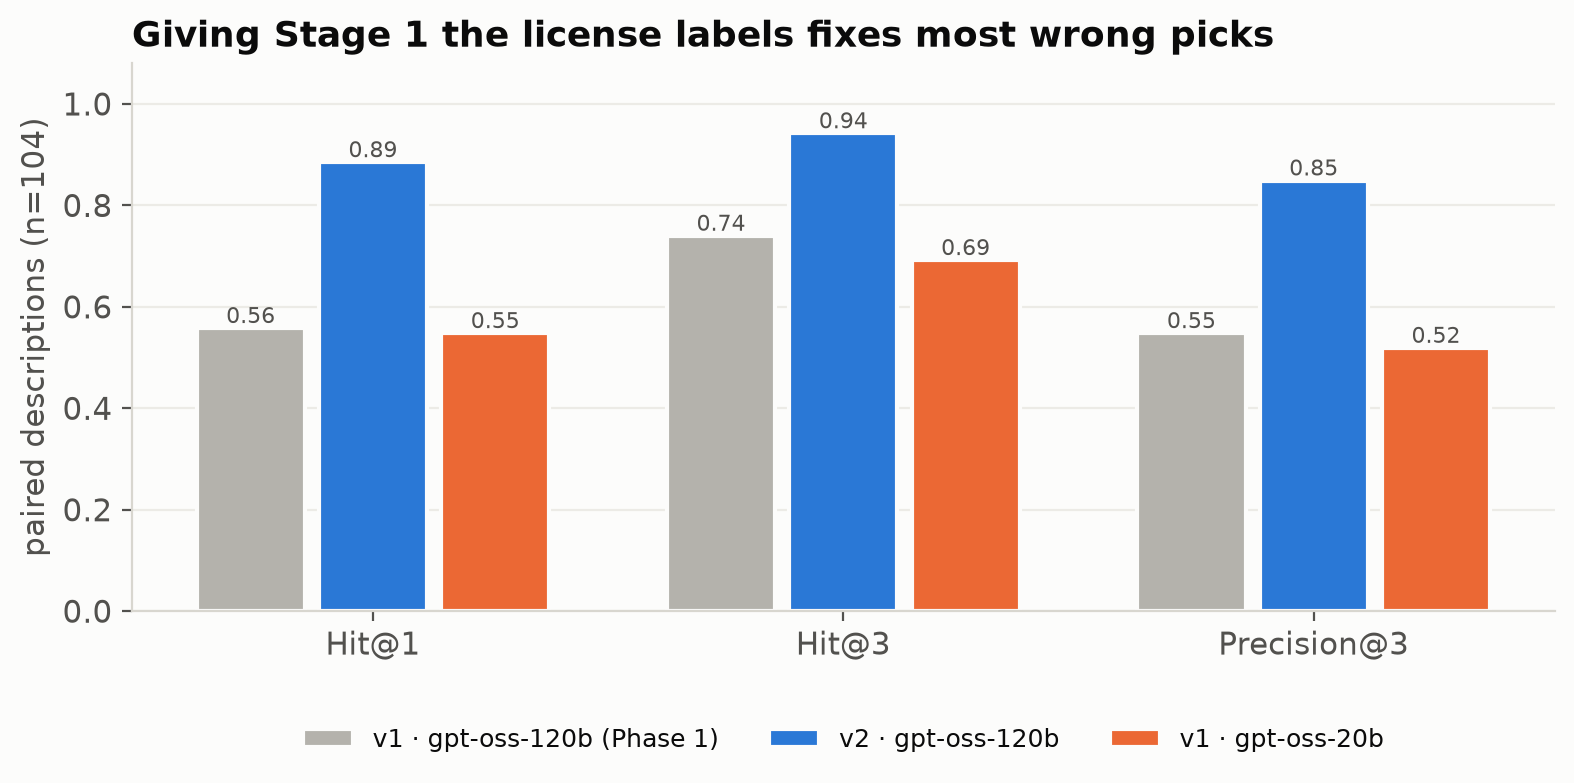 Giving Stage 1 the license labels fixes most wrong picks
paired descriptions (n=104)
1.0
0.8
0.6
0.4
0.2
0.0
0.56
0.89
0.55
0.74
0.94
0.69
0.55
0.85
0.52
Hit@1
Hit@3
Precision@3
v1 · gpt-oss-120b (Phase 1)
v2 · gpt-oss-120b
v1 · gpt-oss-20b